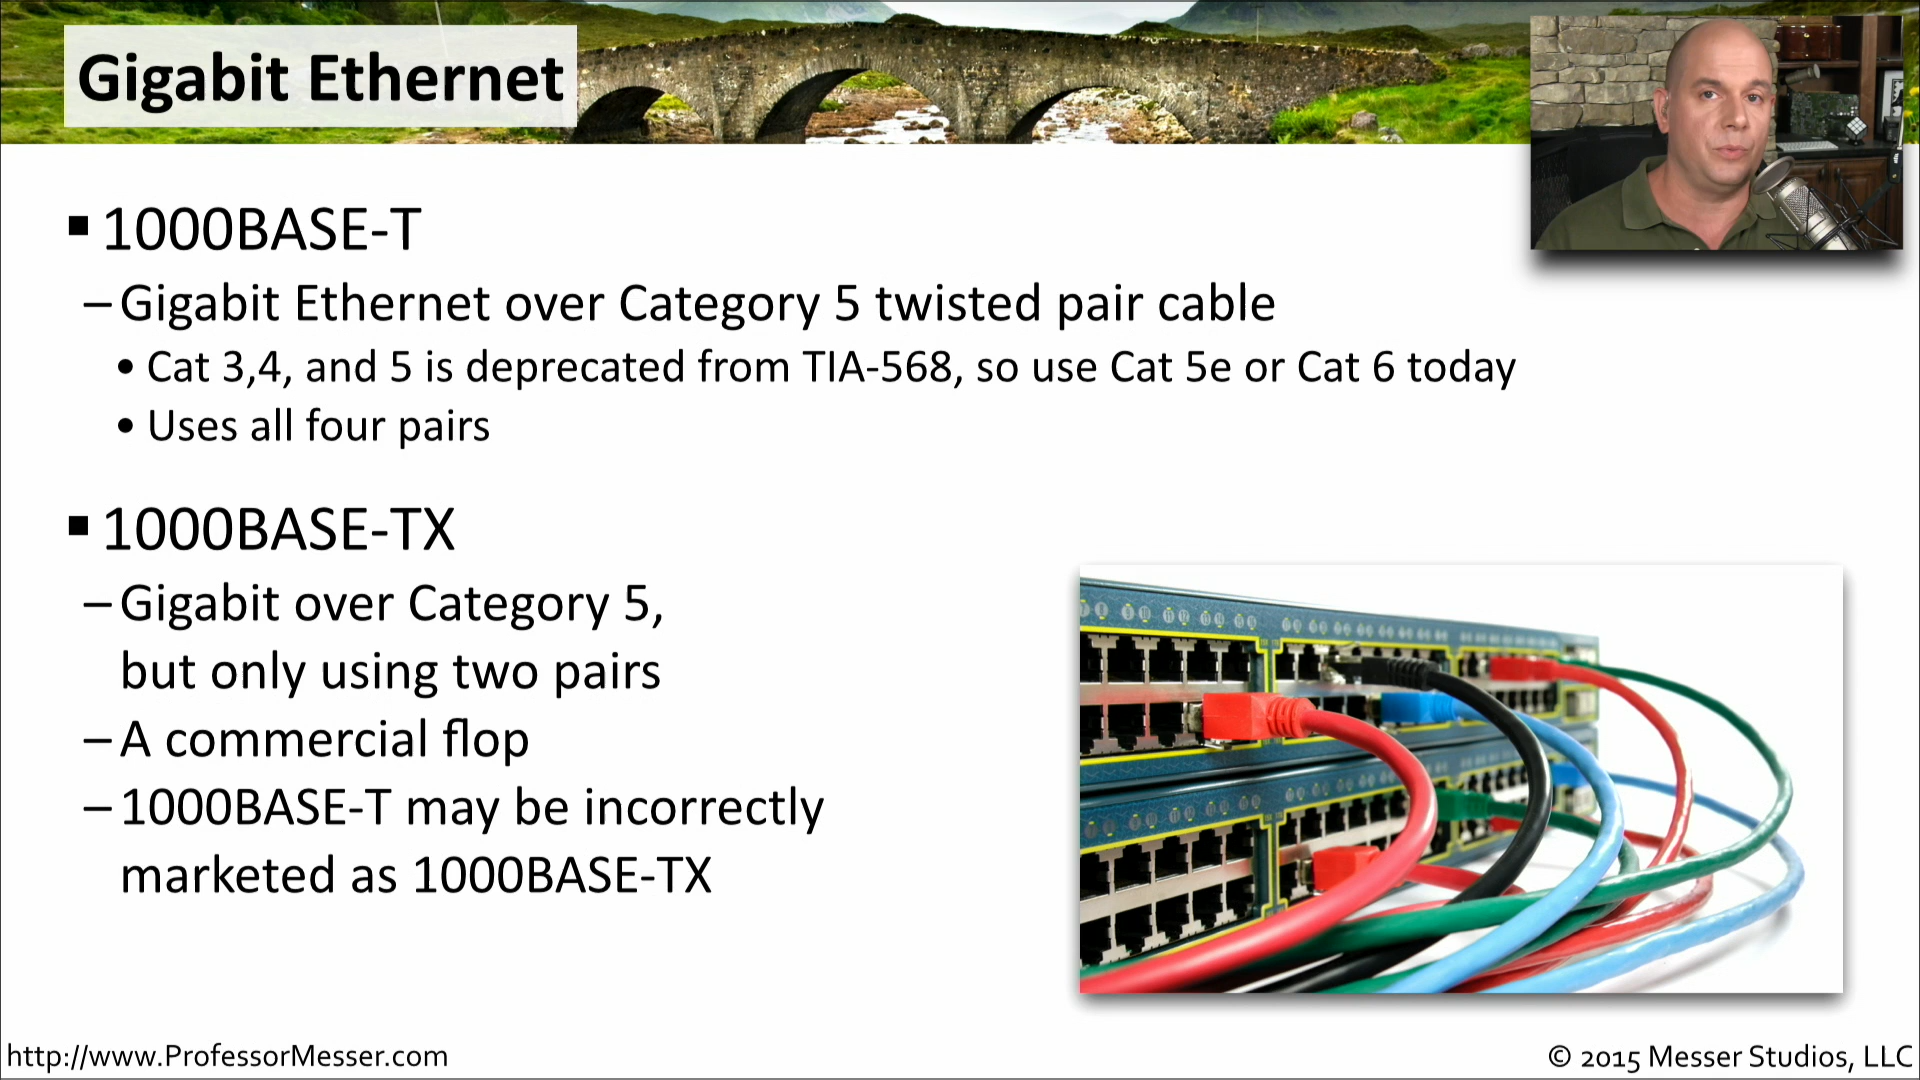 Gigabit Ethernet
▪ 1000BASE-T
– Gigabit Ethernet over Category 5 twisted pair cable
• Cat 3,4, and 5 is deprecated from TIA-568, so use Cat 5e or Cat 6 today
• Uses all four pairs
▪ 1000BASE-TX
– Gigabit over Category 5,
but only using two pairs
– A commercial flop
– 1000BASE-T may be incorrectly
marketed as 1000BASE-TX
http://www.ProfessorMesser.com
© 2015 Messer Studios, LLC